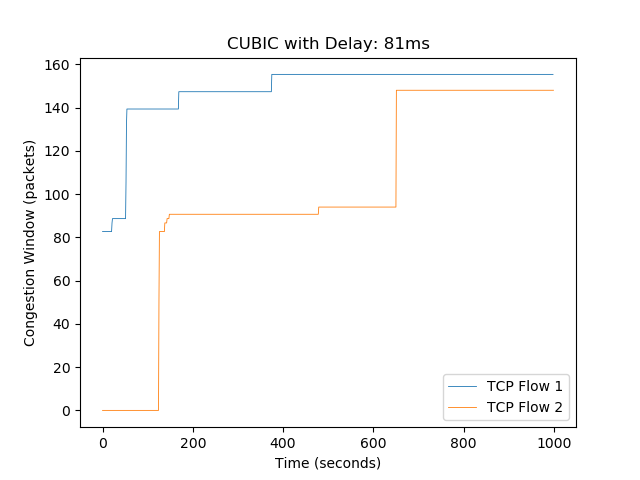 CUBIC with Delay: 81ms
160
140
120
100
80
60
40
20
0
Congestion Window (packets)
0 200 400 600 800 1000
Time (seconds)
TCP Flow 1
TCP Flow 2